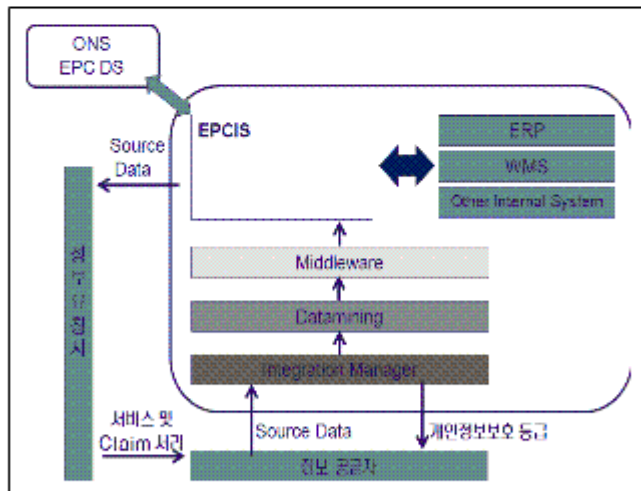 ONS
EPC DS
EPCIS
ERP
WMS
Other Internal System
Source
Data
Middleware
Datamining
Integration Manager
서비스 및
Claim 처리
Source Data
개인정보보호 등급
정보 공급자